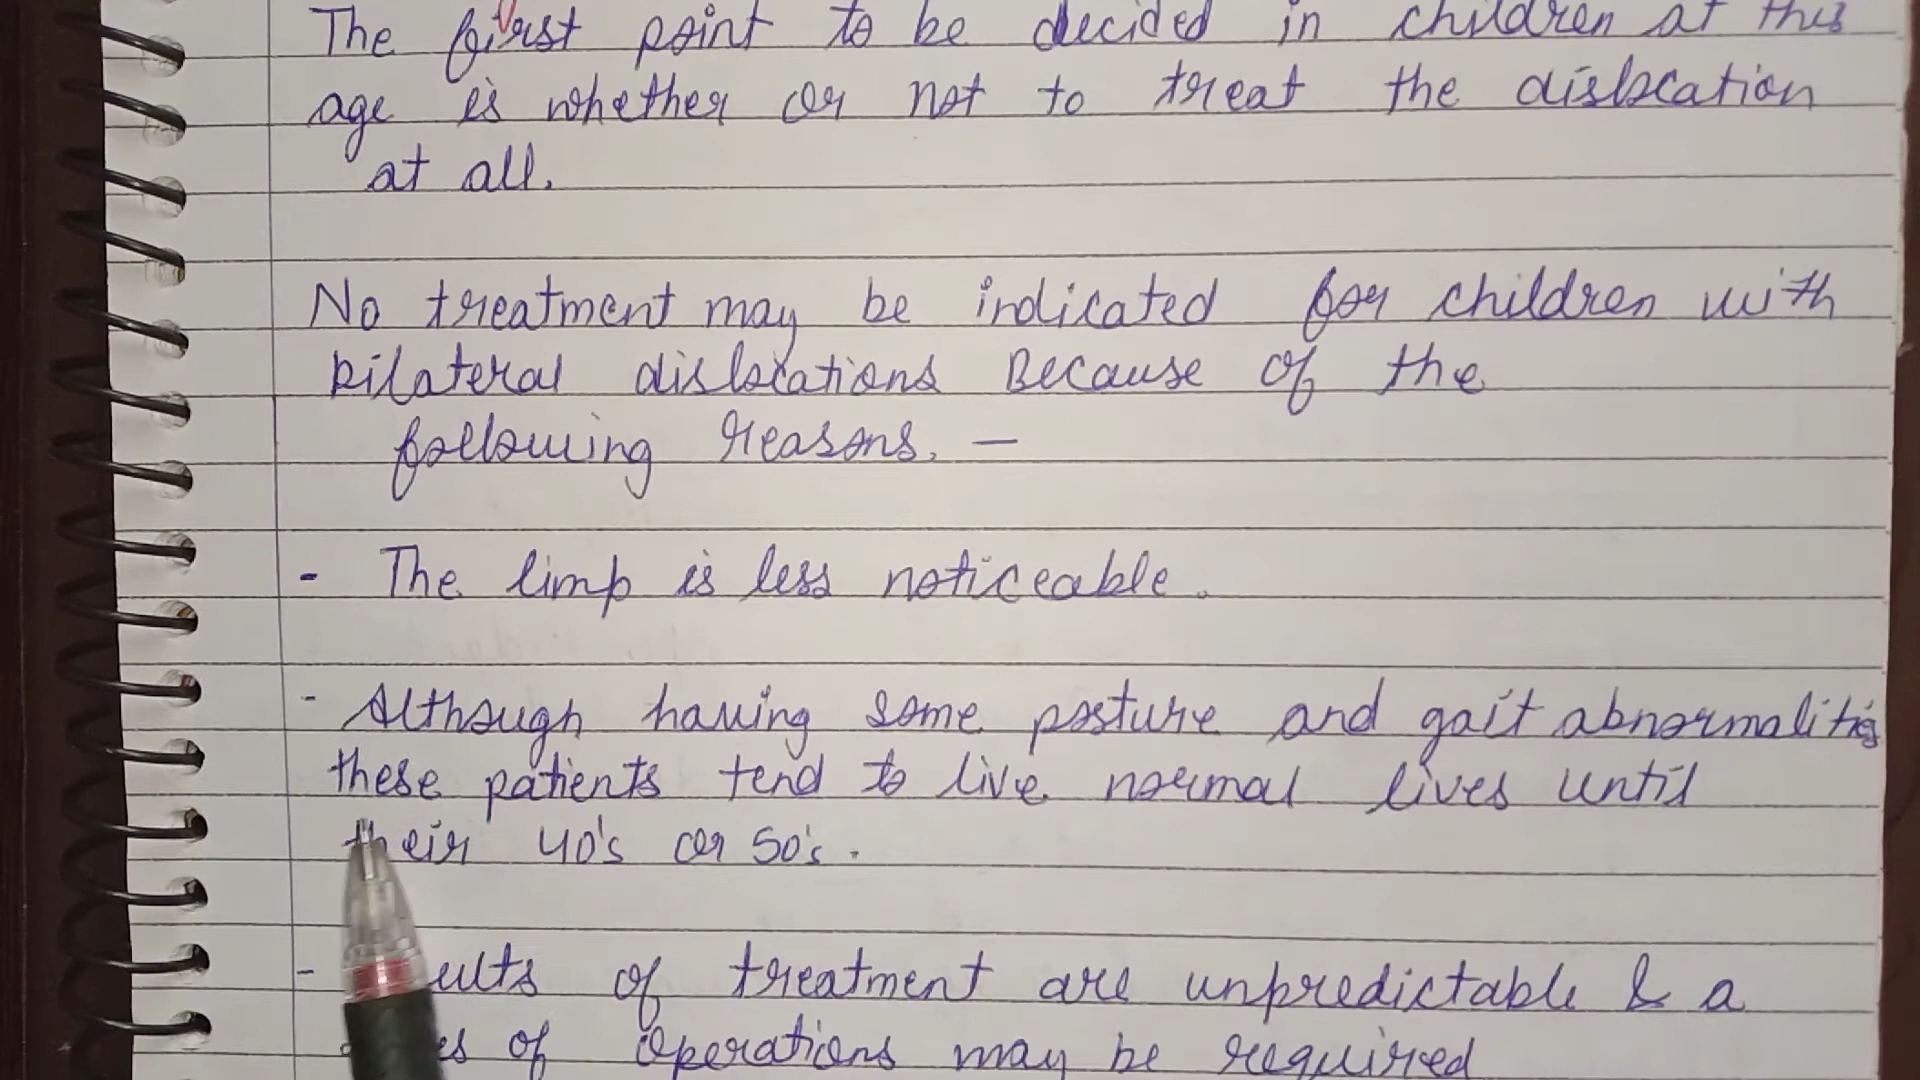 The first point to be decided in children at this
age is whether or not to treat the dislocation
at all.
No treatment may be indicated for children with
bilateral dislocations Because of the
following reasons. —
- The limp is less noticeable.
- Although having some posture and gait abnormalities
these patients tend to live normal lives until
their 40's or 50's.
- of treatment are unpredictable & a
of operations may be required